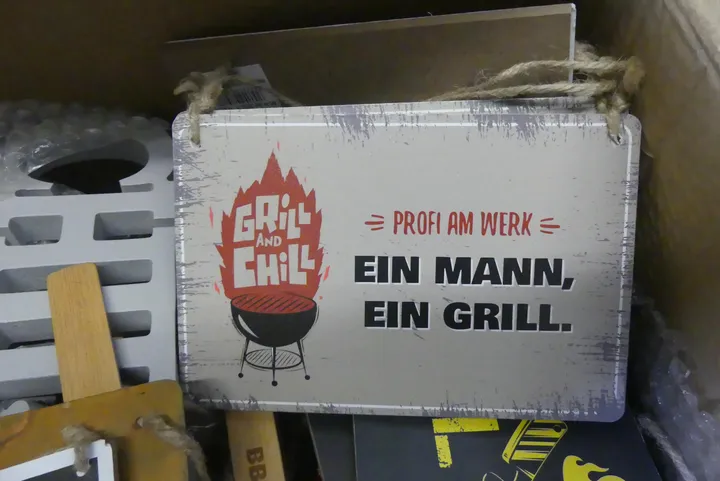 GRILL
AND
CHILL
PROFI AM WERK
EIN MANN,
EIN GRILL.